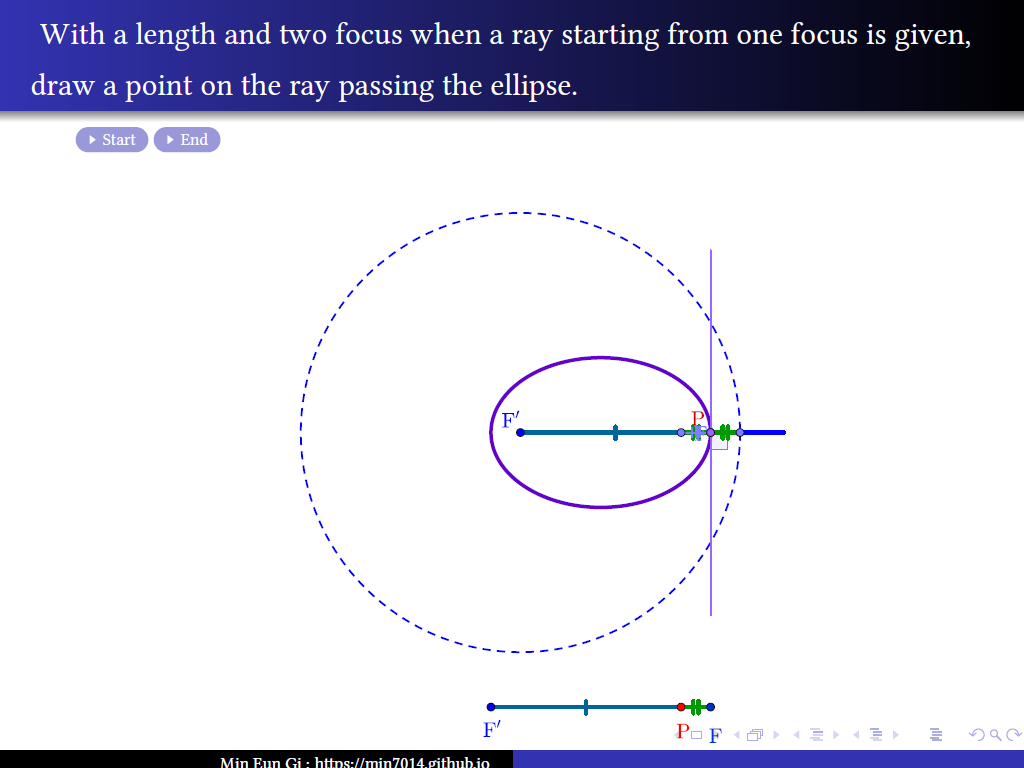 With a length and two focus when a ray starting from one focus is given,
draw a point on the ray passing the ellipse.
Start End
P
F′
F′ P F
Min Eun Gi : https://min7014.github.io